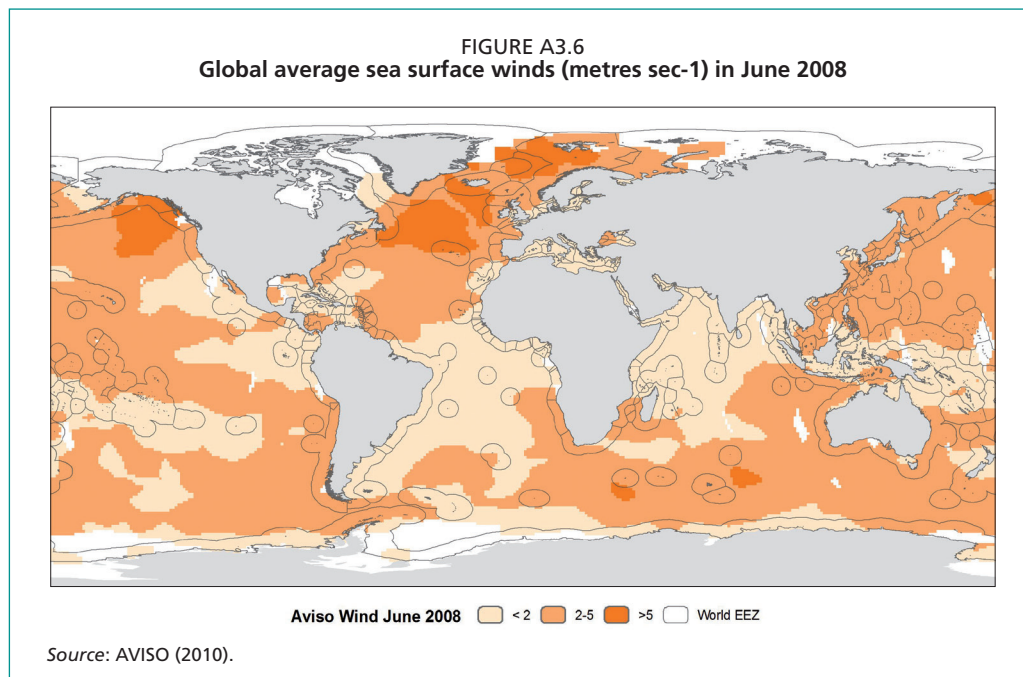 FIGURE A3.6
Global average sea surface winds (metres sec-1) in June 2008
Aviso Wind June 2008 < 2 2-5 >5 World EEZ
Source: AVISO (2010).